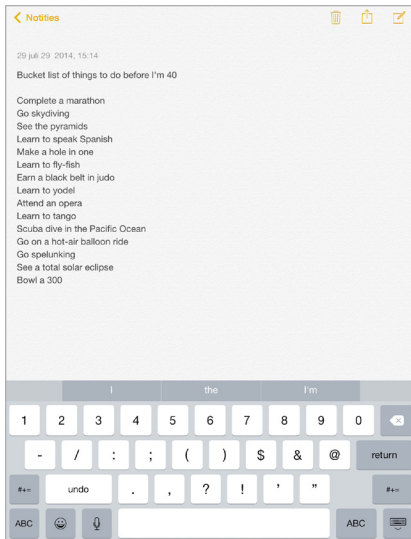 Notities
29 juli 29 2014, 15:14
Bucket list of things to do before I'm 40
Complete a marathon
Go skydiving
See the pyramids
Learn to speak Spanish
Make a hole in one
Learn to fly-fish
Earn a black belt in judo
Learn to yodel
Attend an opera
Learn to tango
Scuba dive in the Pacific Ocean
Go on a hot-air balloon ride
Go spelunking
See a total solar eclipse
Bowl a 300
I the I'm
1 2 3 4 5 6 7 8 9 0
- / : ; ( ) $ & @ return
#+= undo . , ? ! ' " #+=
ABC ABC